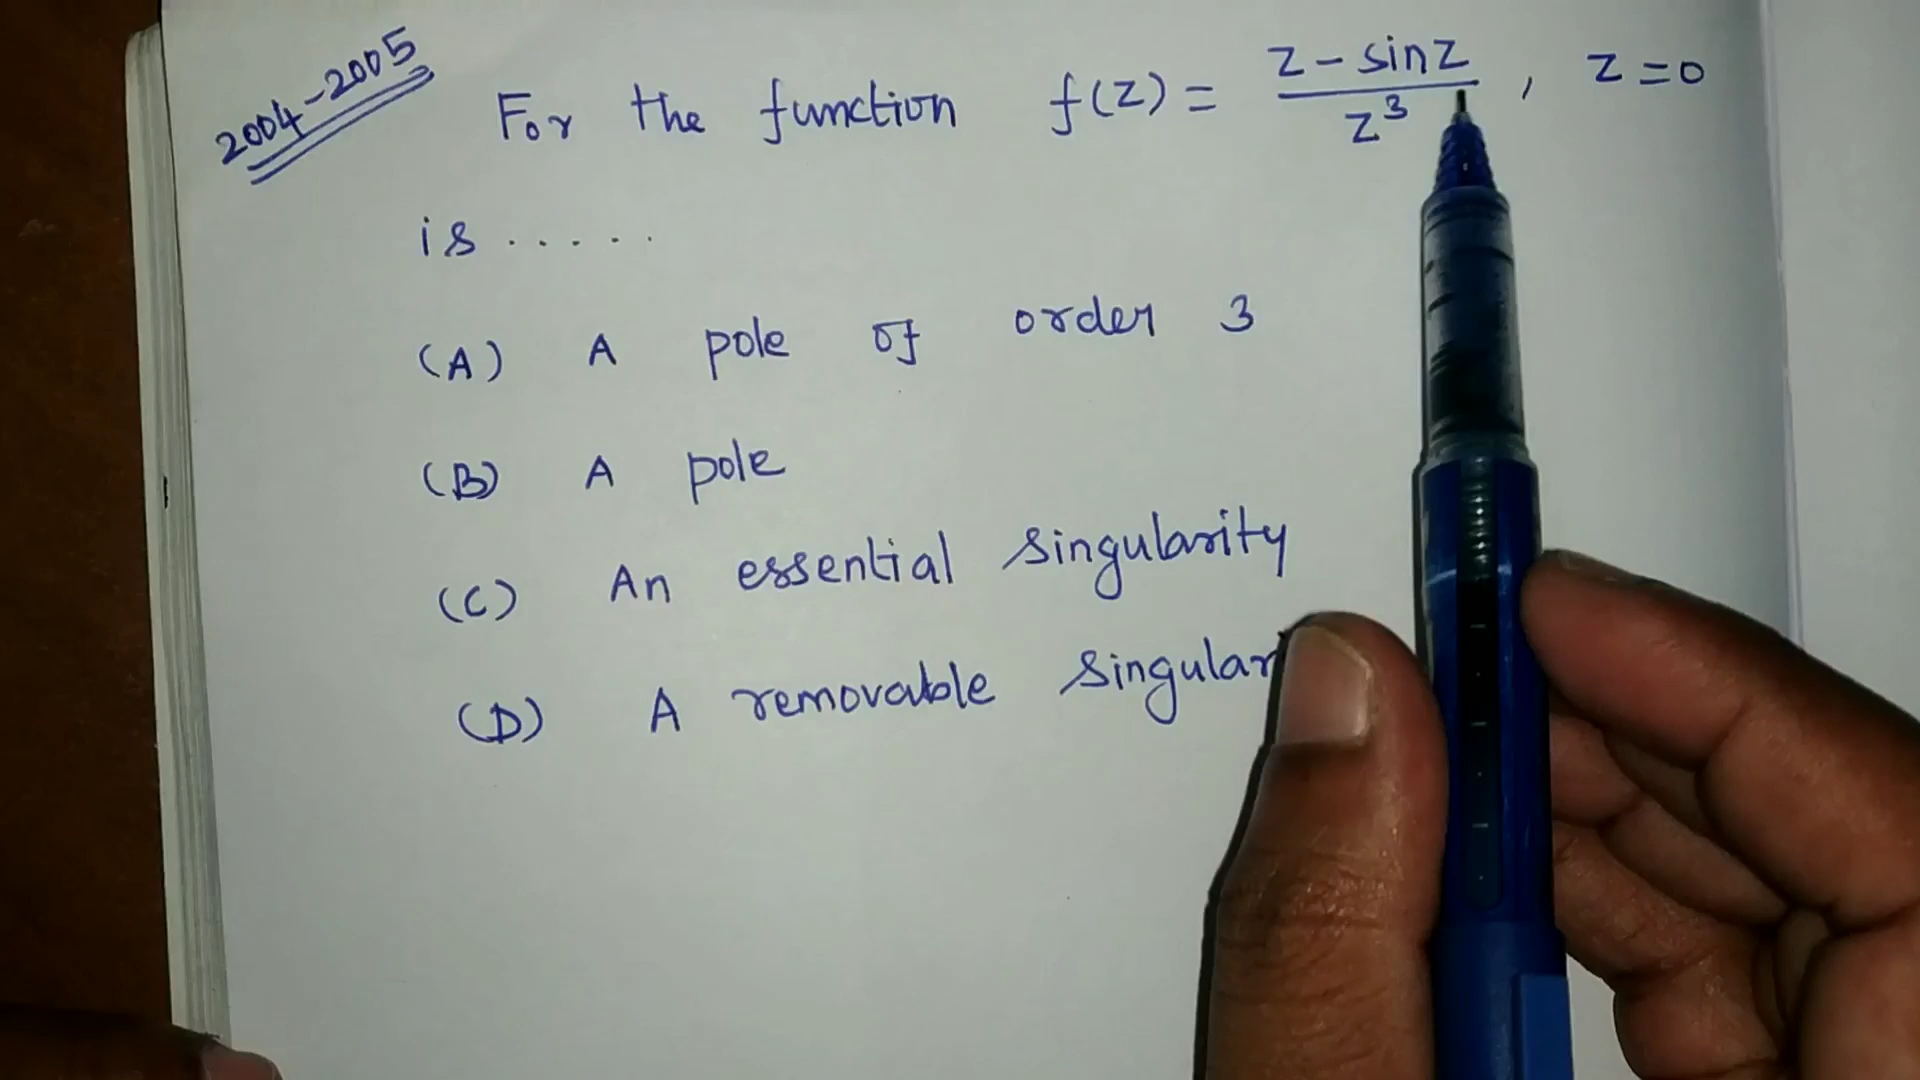 2004-2005
For the function f(z) = (z - sinz)/z³ , z = 0
is .....
(A) A pole of order 3
(B) A pole
(C) An essential singularity
(D) A removable